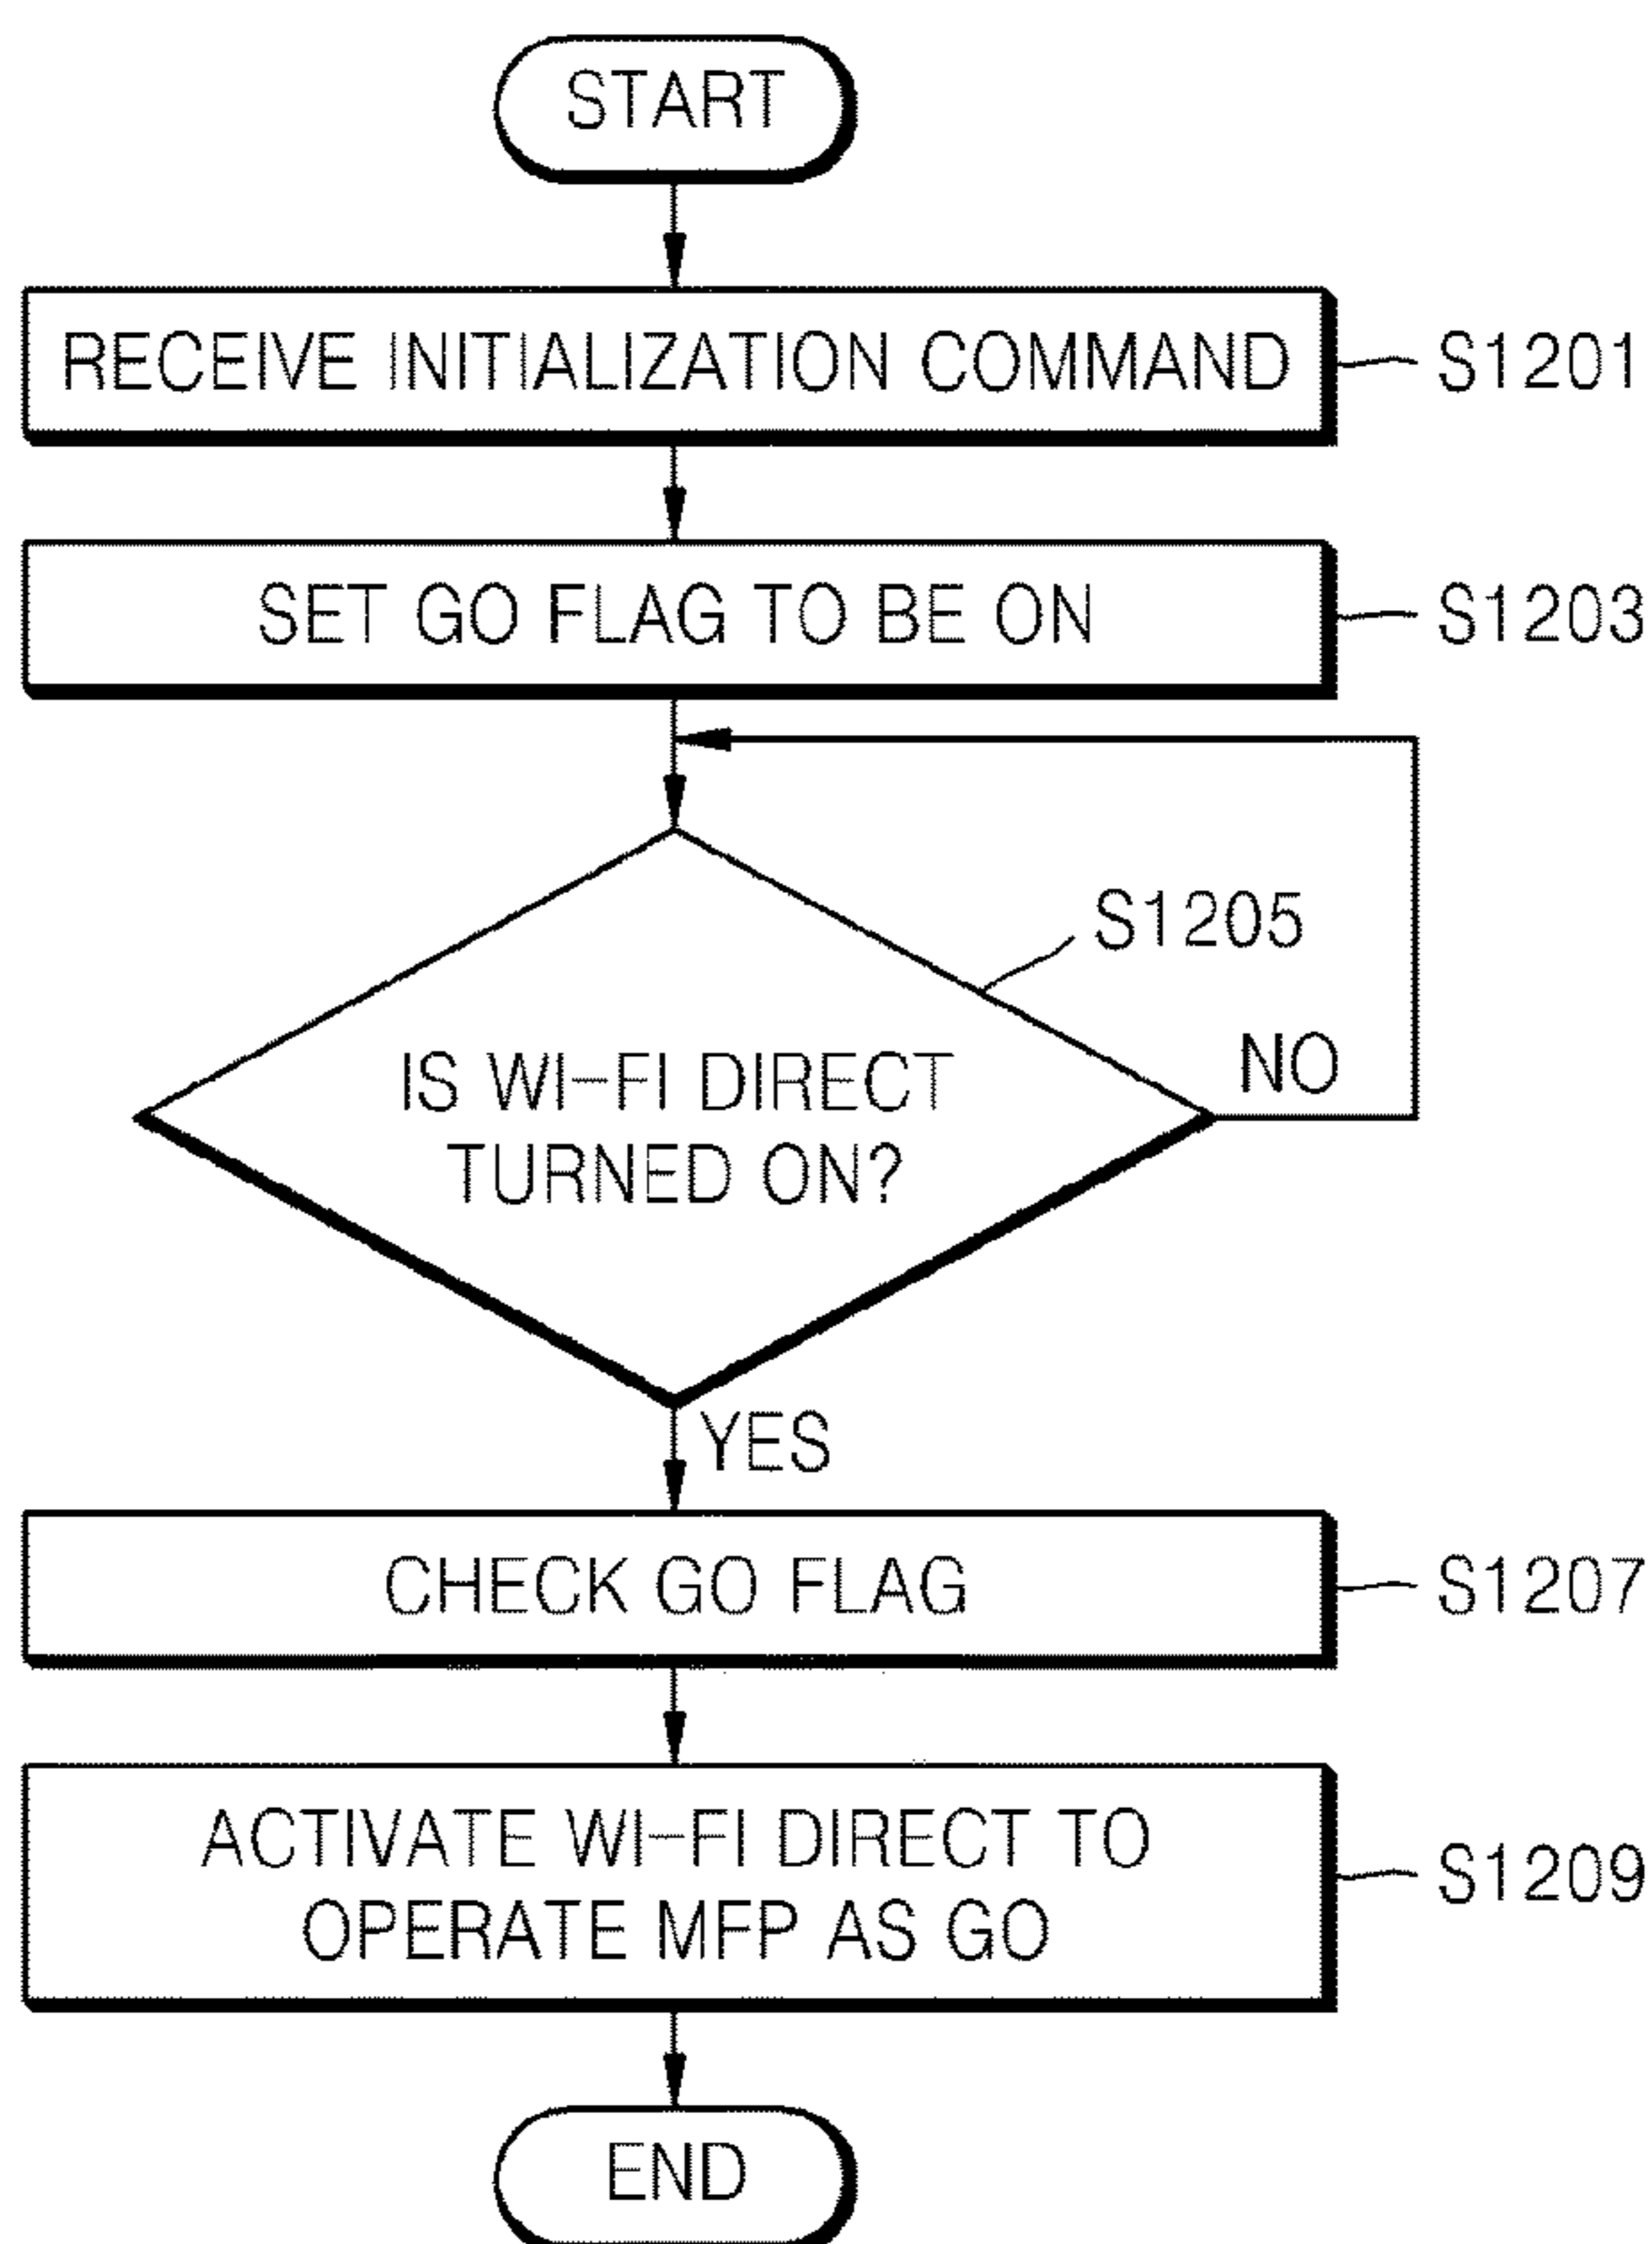 START
RECEIVE INITIALIZATION COMMAND
S1201
SET GO FLAG TO BE ON
S1203
S1205
IS WI-FI DIRECT
TURNED ON?
NO
YES
CHECK GO FLAG
S1207
ACTIVATE WI-FI DIRECT TO
OPERATE MFP AS GO
S1209
END